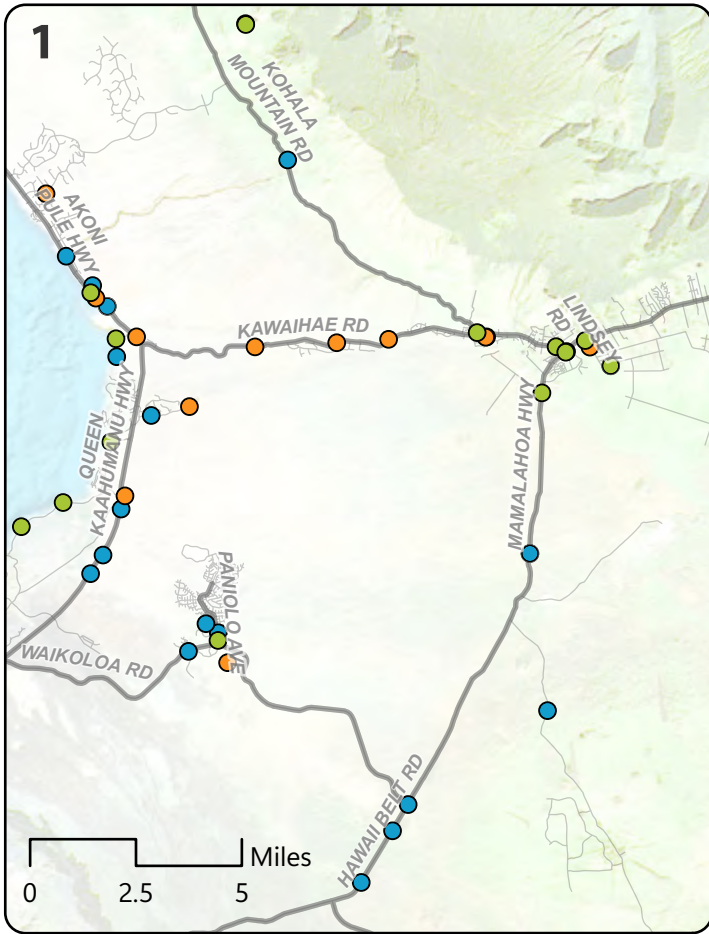 1
KOHALA
MOUNTAIN RD
AKONI
PULE HWY
KAWAIHAE RD
LINDSEY
RD
QUEEN
KAAHUMANU HWY
MAMALAHOA HWY
PANIOLO AVE
WAIKOLOA RD
HAWAII BELT RD
Miles
0 2.5 5